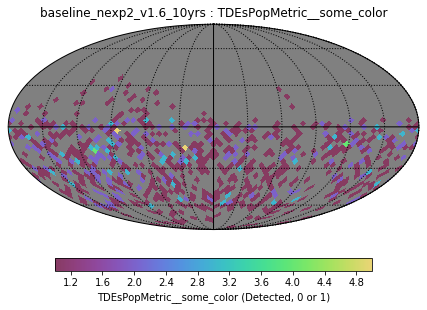 baseline_nexp2_v1.6_10yrs : TDEsPopMetric__some_color
1.2 1.6 2.0 2.4 2.8 3.2 3.6 4.0 4.4 4.8
TDEsPopMetric__some_color (Detected, 0 or 1)